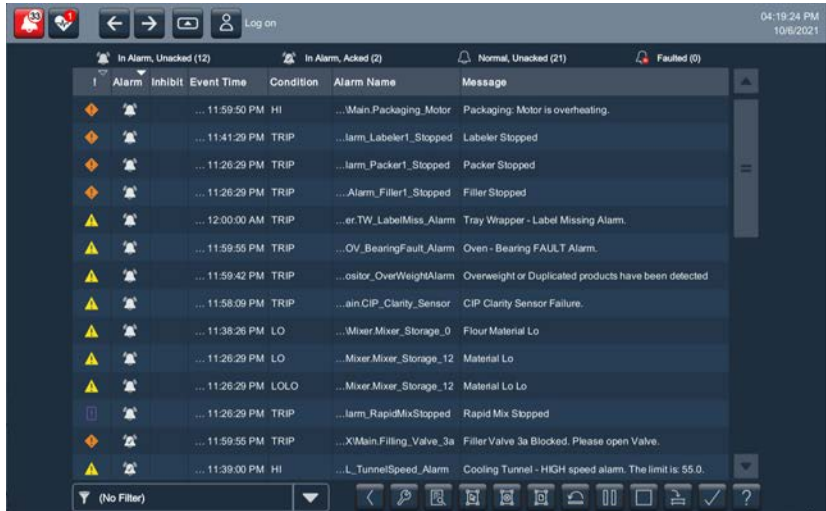 33
1
Log on
04:19:24 PM
10/6/2021
In Alarm, Unacked (12) In Alarm, Acked (2) Normal, Unacked (21) Faulted (0)
! Alarm Inhibit Event Time Condition Alarm Name Message
... 11:59:50 PM HI ...\Main.Packaging_Motor Packaging: Motor is overheating.
... 11:41:29 PM TRIP ...larm_Labeler1_Stopped Labeler Stopped
... 11:26:29 PM TRIP ...larm_Packer1_Stopped Packer Stopped
... 11:26:29 PM TRIP ...Alarm_Filler1_Stopped Filler Stopped
... 12:00:00 AM TRIP ...er.TW_LabelMiss_Alarm Tray Wrapper - Label Missing Alarm.
... 11:59:55 PM TRIP ...OV_BearingFault_Alarm Oven - Bearing FAULT Alarm.
... 11:59:42 PM TRIP ...ositor_OverWeightAlarm Overweight or Duplicated products have been detected
... 11:58:09 PM TRIP ...ain.CIP_Clarity_Sensor CIP Clarity Sensor Failure.
... 11:38:26 PM LO ...\Mixer.Mixer_Storage_0 Flour Material Lo
... 11:26:29 PM LO ...Mixer.Mixer_Storage_12 Material Lo
... 11:26:29 PM LOLO ...Mixer.Mixer_Storage_12 Material Lo Lo
... 11:26:29 PM TRIP ...larm_RapidMixStopped Rapid Mix Stopped
... 11:59:55 PM TRIP ...X\Main.Filling_Valve_3a Filler Valve 3a Blocked. Please open Valve.
... 11:39:00 PM HI ...L_TunnelSpeed_Alarm Cooling Tunnel - HIGH speed alarm. The limit is: 55.0.
(No Filter)
?